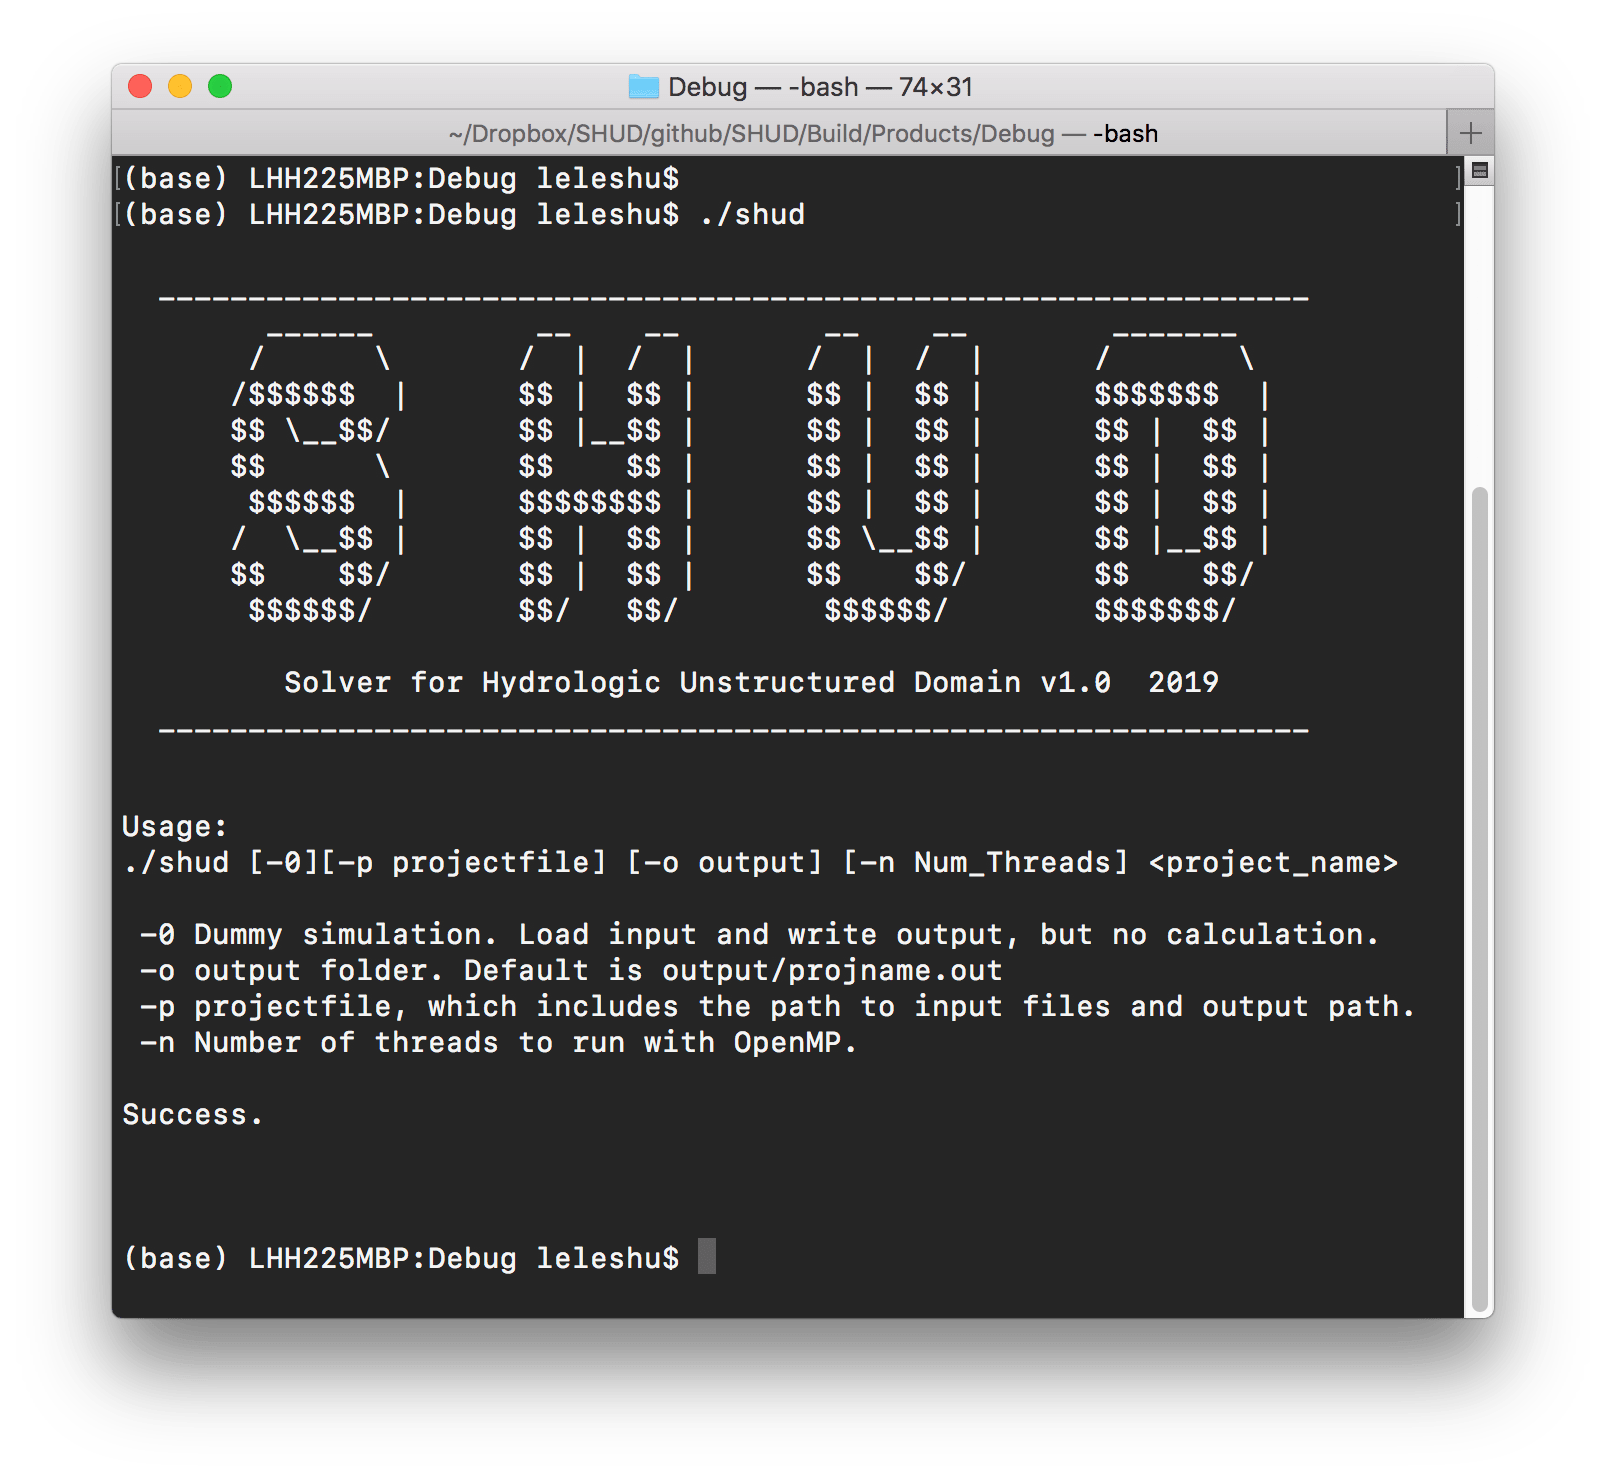 Debug — -bash — 74×31
~/Dropbox/SHUD/github/SHUD/Build/Products/Debug — -bash
(base) LHH225MBP:Debug leleshu$
(base) LHH225MBP:Debug leleshu$ ./shud
  ----------------------------------------------------------------
        ______         __    __        __    __        _______
       /      \       /  |  /  |      /  |  /  |      /       \
      /$$$$$$  |      $$ |  $$ |      $$ |  $$ |      $$$$$$$  |
      $$ \__$$/       $$ |__$$ |      $$ |  $$ |      $$ |  $$ |
      $$      \       $$    $$ |      $$ |  $$ |      $$ |  $$ |
       $$$$$$  |      $$$$$$$$ |      $$ |  $$ |      $$ |  $$ |
      /  \__$$ |      $$ |  $$ |      $$ \__$$ |      $$ |__$$ |
      $$    $$/       $$ |  $$ |      $$    $$/       $$    $$/
       $$$$$$/        $$/   $$/        $$$$$$/        $$$$$$$/
         Solver for Hydrologic Unstructured Domain v1.0  2019
  ----------------------------------------------------------------
Usage:
./shud [-0][-p projectfile] [-o output] [-n Num_Threads] <project_name>
 -0 Dummy simulation. Load input and write output, but no calculation.
 -o output folder. Default is output/projname.out
 -p projectfile, which includes the path to input files and output path.
 -n Number of threads to run with OpenMP.
Success.
(base) LHH225MBP:Debug leleshu$